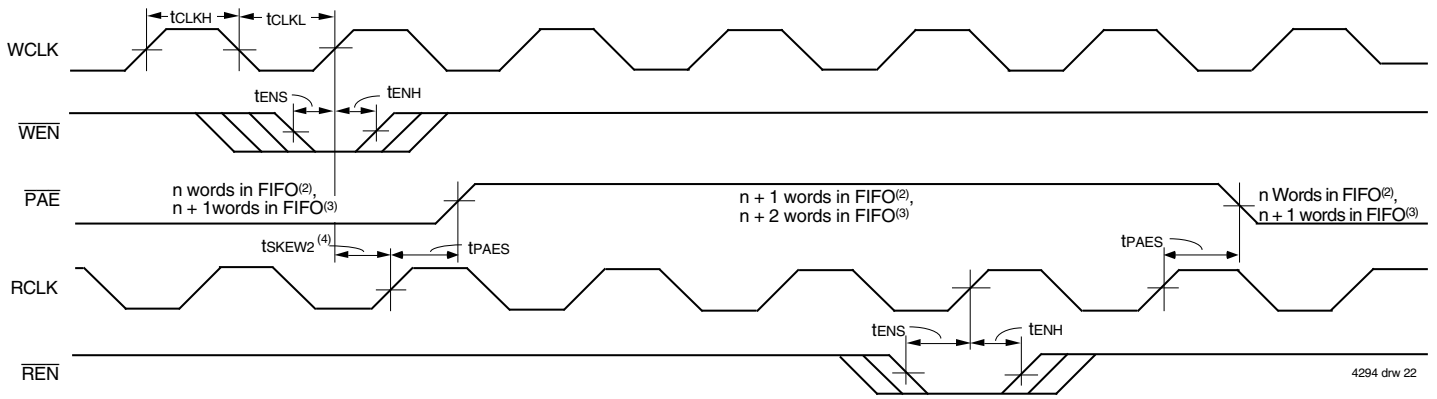 tCLKH tCLKL
WCLK
tENS tENH
WEN
PAE
n words in FIFO(2),
n + 1words in FIFO(3)
n + 1 words in FIFO(2),
n + 2 words in FIFO(3)
n Words in FIFO(2),
n + 1 words in FIFO(3)
tSKEW2 (4) tPAES tPAES
RCLK
tENS tENH
REN
4294 drw 22